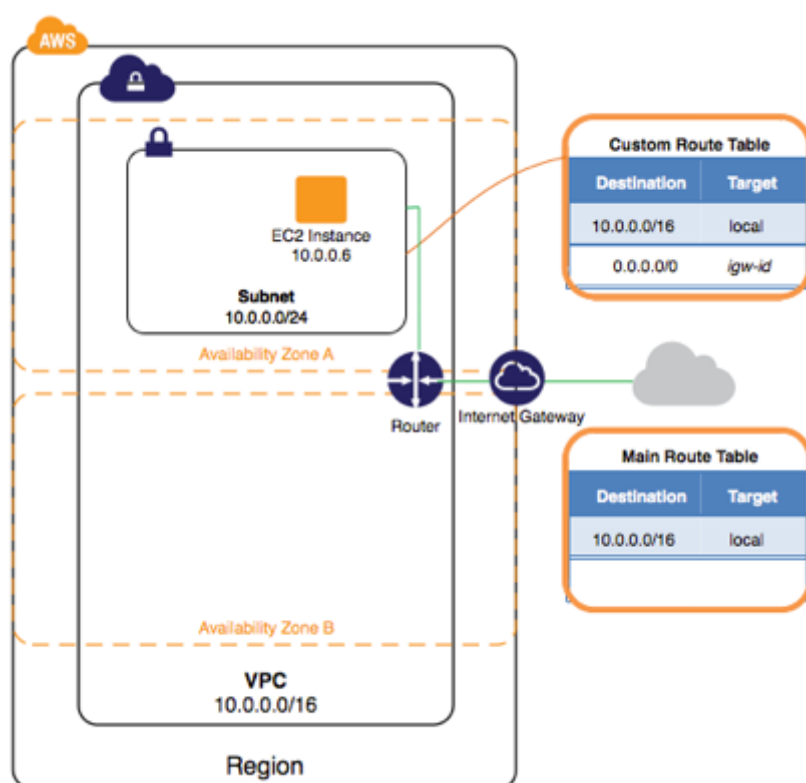 AWS
EC2 Instance
10.0.0.6
Subnet
10.0.0.0/24
Availability Zone A
Router
Internet Gateway
Availability Zone B
VPC
10.0.0.0/16
Region
Custom Route Table
Destination Target
10.0.0.0/16 local
0.0.0.0/0 igw-id
Main Route Table
Destination Target
10.0.0.0/16 local